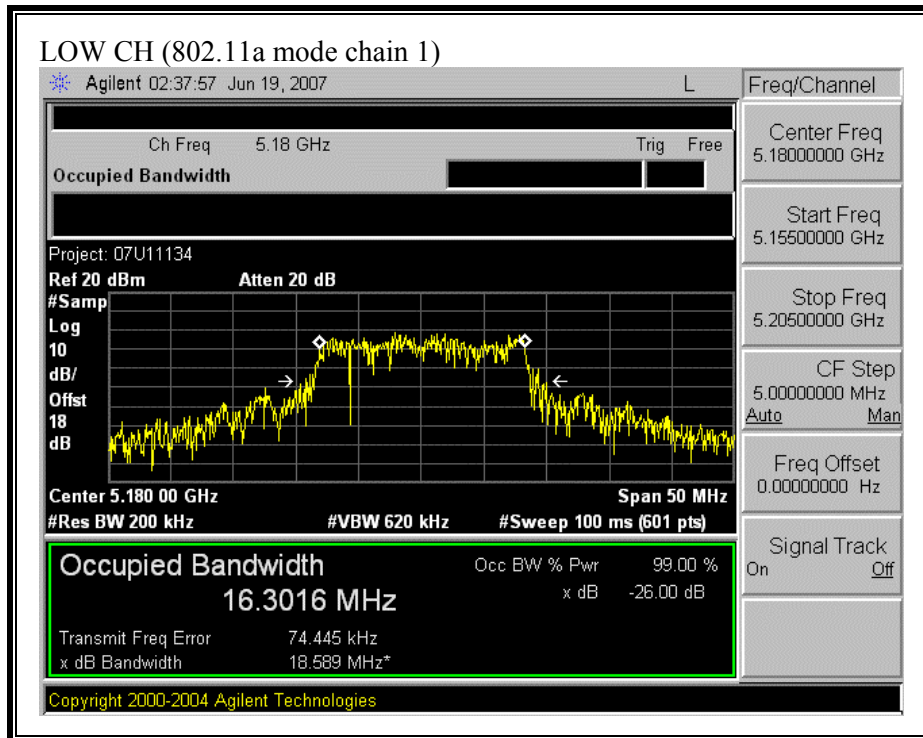 LOW CH (802.11a mode chain 1)
Agilent 02:37:57 Jun 19, 2007 L
Freq/Channel
Ch Freq 5.18 GHz Trig Free
Occupied Bandwidth
Center Freq
5.18000000 GHz
Start Freq
5.15500000 GHz
Stop Freq
5.20500000 GHz
CF Step
5.00000000 MHz
Auto Man
Freq Offset
0.00000000 Hz
Signal Track
On Off
Project: 07U11134
Ref 20 dBm Atten 20 dB
#Samp
Log
10
dB/
Offst
18
dB
Center 5.180 00 GHz Span 50 MHz
#Res BW 200 kHz #VBW 620 kHz #Sweep 100 ms (601 pts)
Occupied Bandwidth
16.3016 MHz
Occ BW % Pwr 99.00 %
x dB -26.00 dB
Transmit Freq Error 74.445 kHz
x dB Bandwidth 18.589 MHz*
Copyright 2000-2004 Agilent Technologies